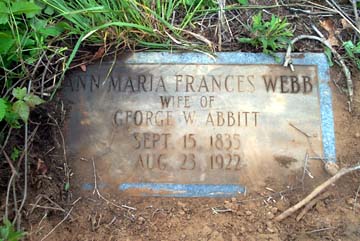 ANN MARIA FRANCES WEBB
WIFE OF
GEORGE W. ABBITT
SEPT. 15. 1835
AUG. 23. 1922